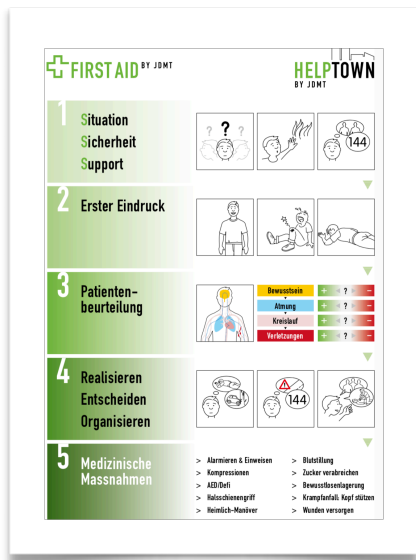 FIRST AID BY JDMT
HELPTOWN
BY JDMT
1
Situation
Sicherheit
Support
? ? ?
144
2
Erster Eindruck
3
Patienten-
beurteilung
Bewusstsein + ? -
Atmung + ? -
Kreislauf + ? -
Verletzungen + ? -
4
Realisieren
Entscheiden
Organisieren
144
5
Medizinische
Massnahmen
> Alarmieren & Einweisen
> Kompressionen
> AED/Defi
> Halsschienengriff
> Heimlich-Manöver
> Blutstillung
> Zucker verabreichen
> Bewusstlosenlagerung
> Krampfanfall: Kopf stützen
> Wunden versorgen